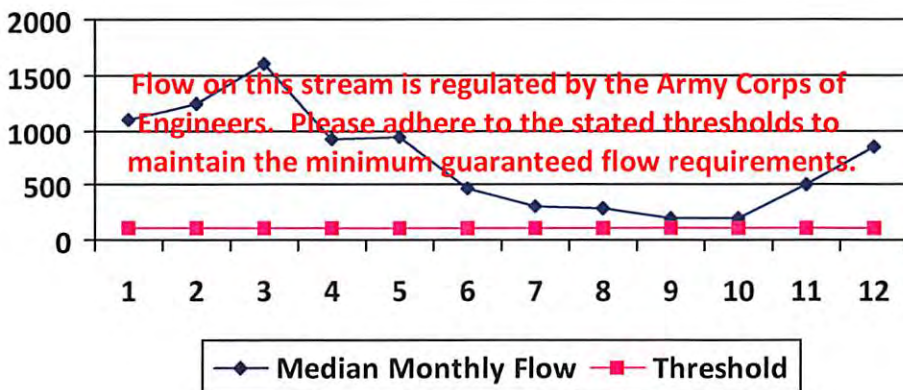 2000
1500
1000
500
0
Flow on this stream is regulated by the Army Corps of
Engineers. Please adhere to the stated thresholds to
maintain the minimum guaranteed flow requirements.
1 2 3 4 5 6 7 8 9 10 11 12
Median Monthly Flow Threshold